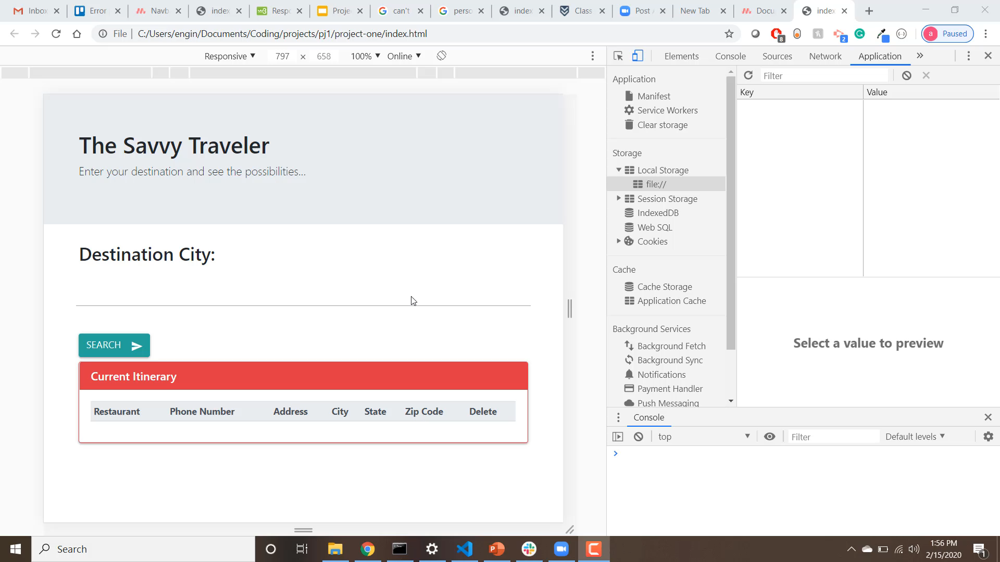 Inbox
Error
Navb
index
Respo
Proje
can't
perso
index
Class
Post
New Tab
Docu
index
File
C:/Users/engin/Documents/Coding/projects/pj1/project-one/index.html
8
2
a Paused
Responsive
797 x 658
100%
Online
Elements
Console
Sources
Network
Application
The Savvy Traveler
Enter your destination and see the possibilities...
Destination City:
SEARCH
Current Itinerary
Restaurant Phone Number Address City State Zip Code Delete
Application
Manifest
Service Workers
Clear storage
Storage
Local Storage
file://
Session Storage
IndexedDB
Web SQL
Cookies
Cache
Cache Storage
Application Cache
Background Services
Background Fetch
Background Sync
Notifications
Payment Handler
Push Messaging
Filter
Key
Value
Select a value to preview
Console
top
Filter
Default levels
Search
1:56 PM
2/15/2020
1